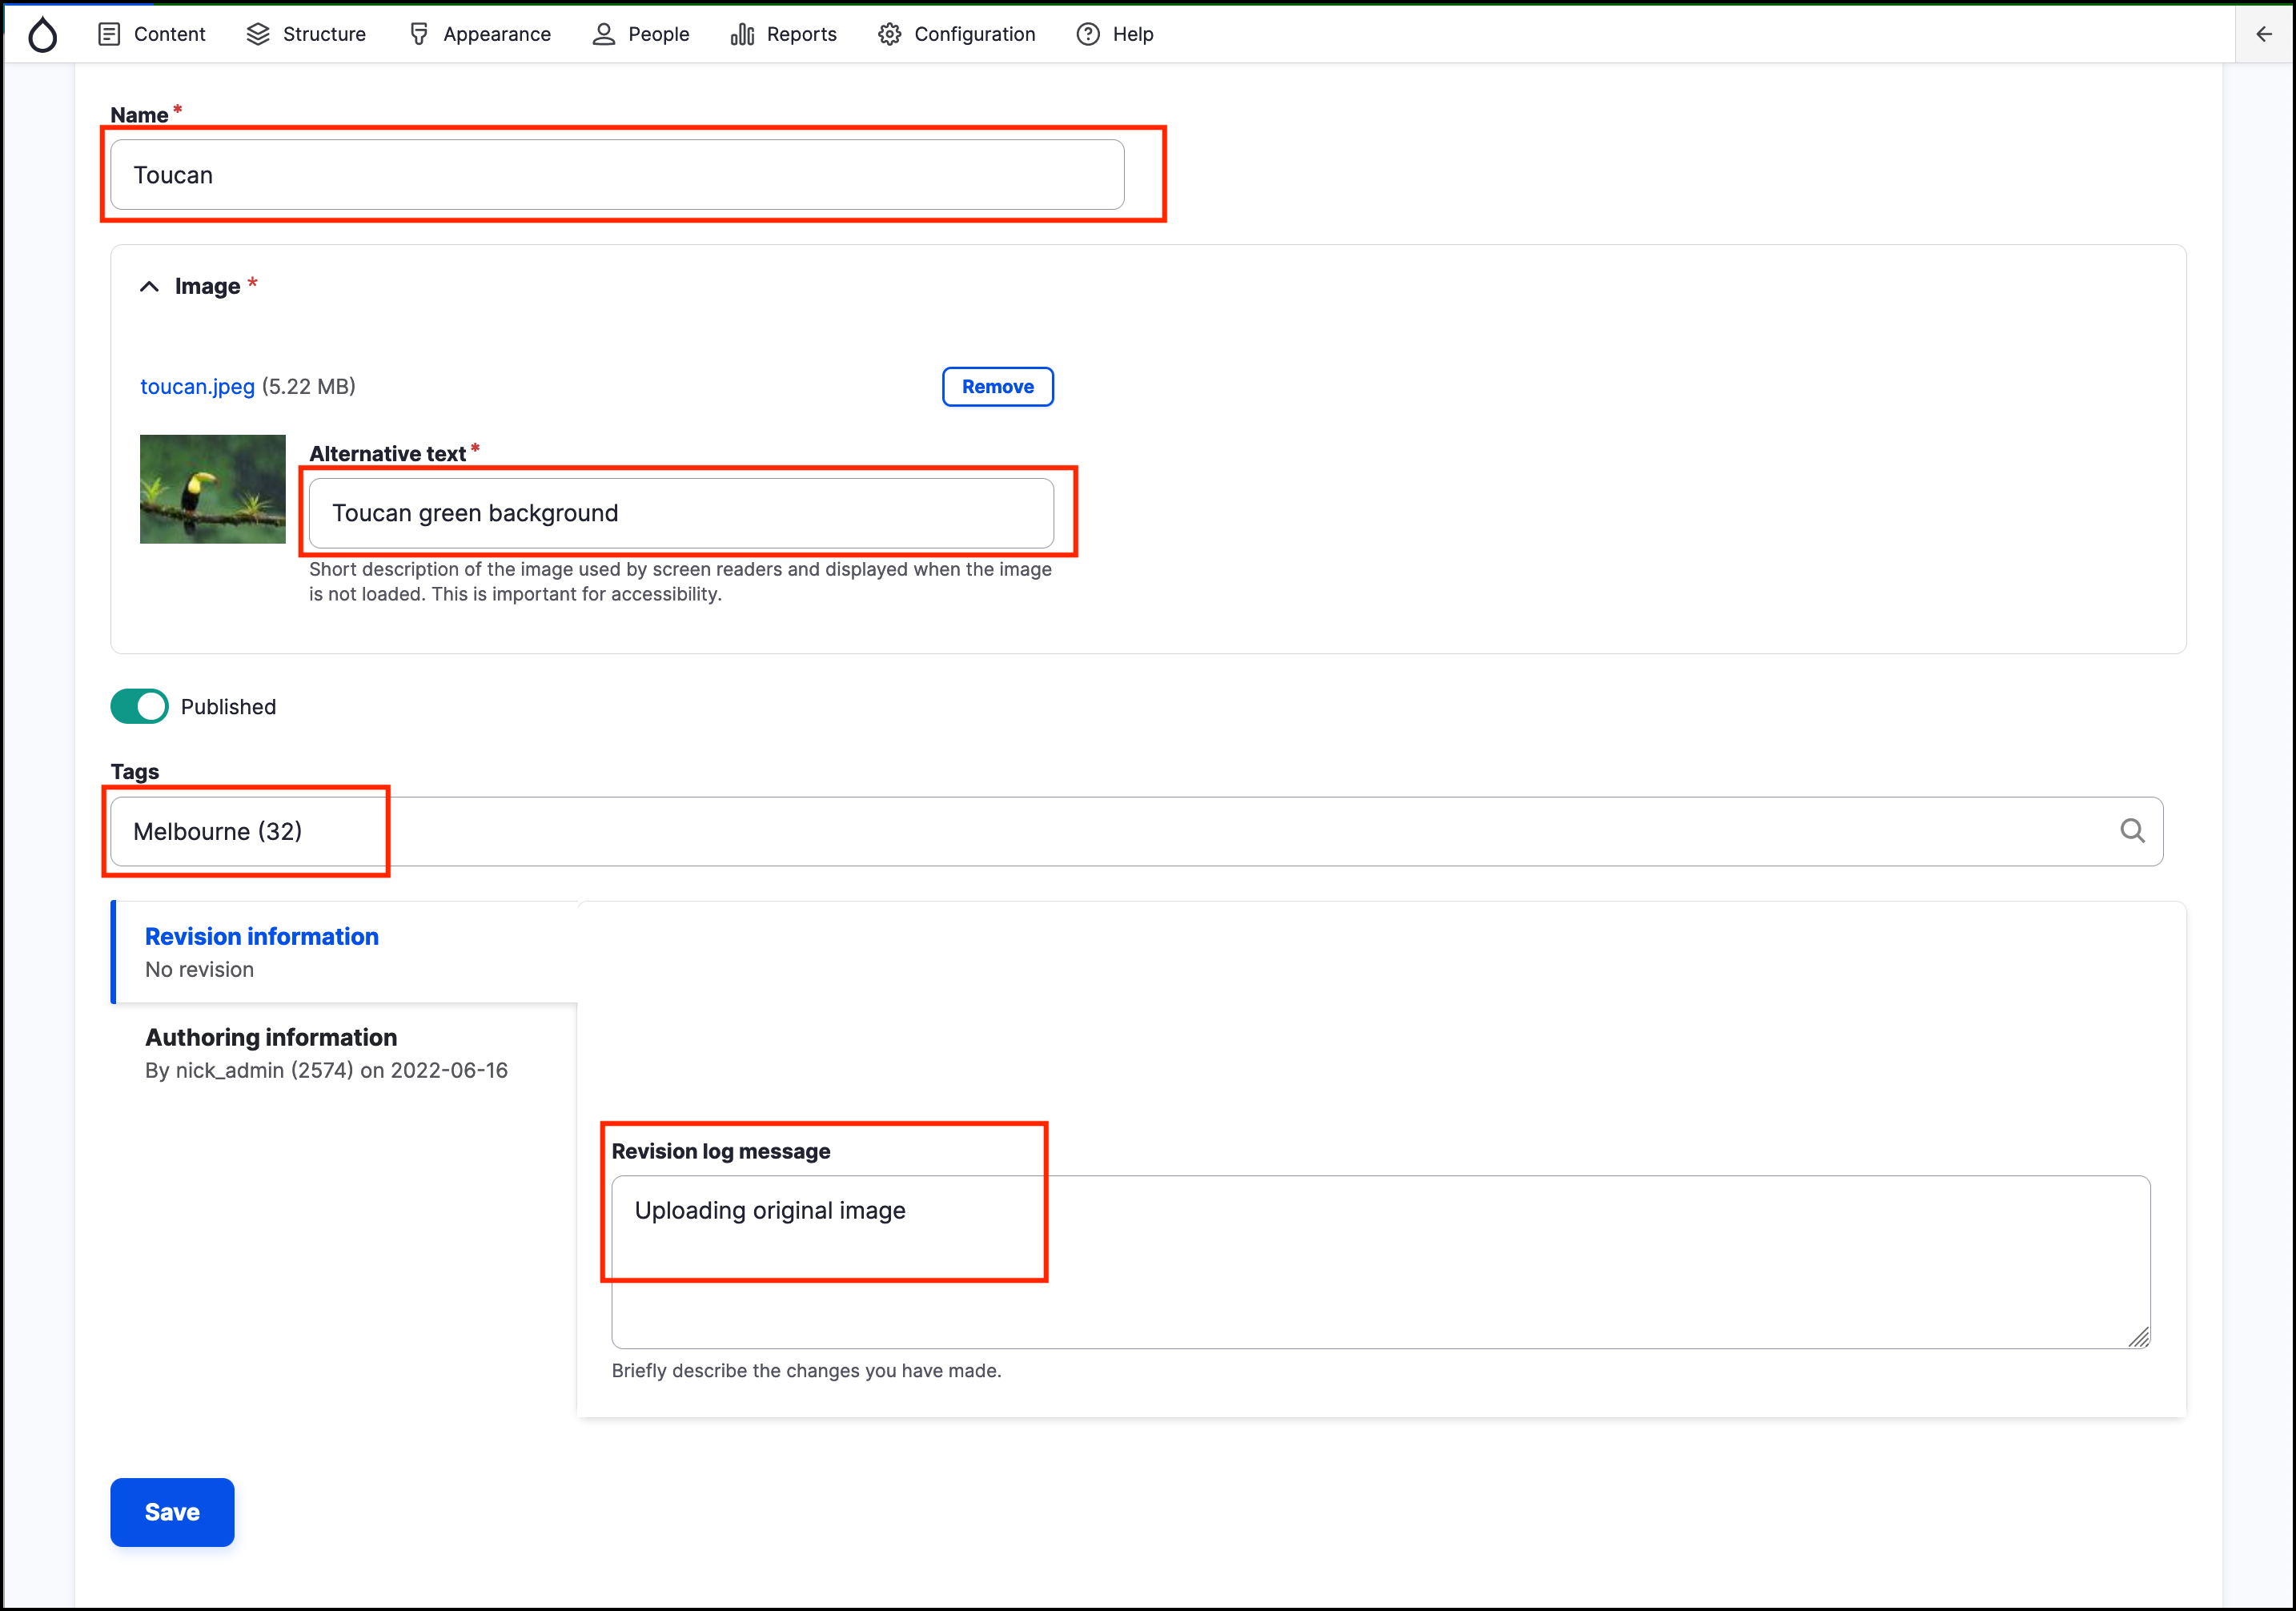 Content Structure Appearance People Reports Configuration Help
Name *
Toucan
Image *
toucan.jpeg (5.22 MB) Remove
Alternative text *
Toucan green background
Short description of the image used by screen readers and displayed when the image
is not loaded. This is important for accessibility.
Published
Tags
Melbourne (32)
Revision information
No revision
Authoring information
By nick_admin (2574) on 2022-06-16
Revision log message
Uploading original image
Briefly describe the changes you have made.
Save